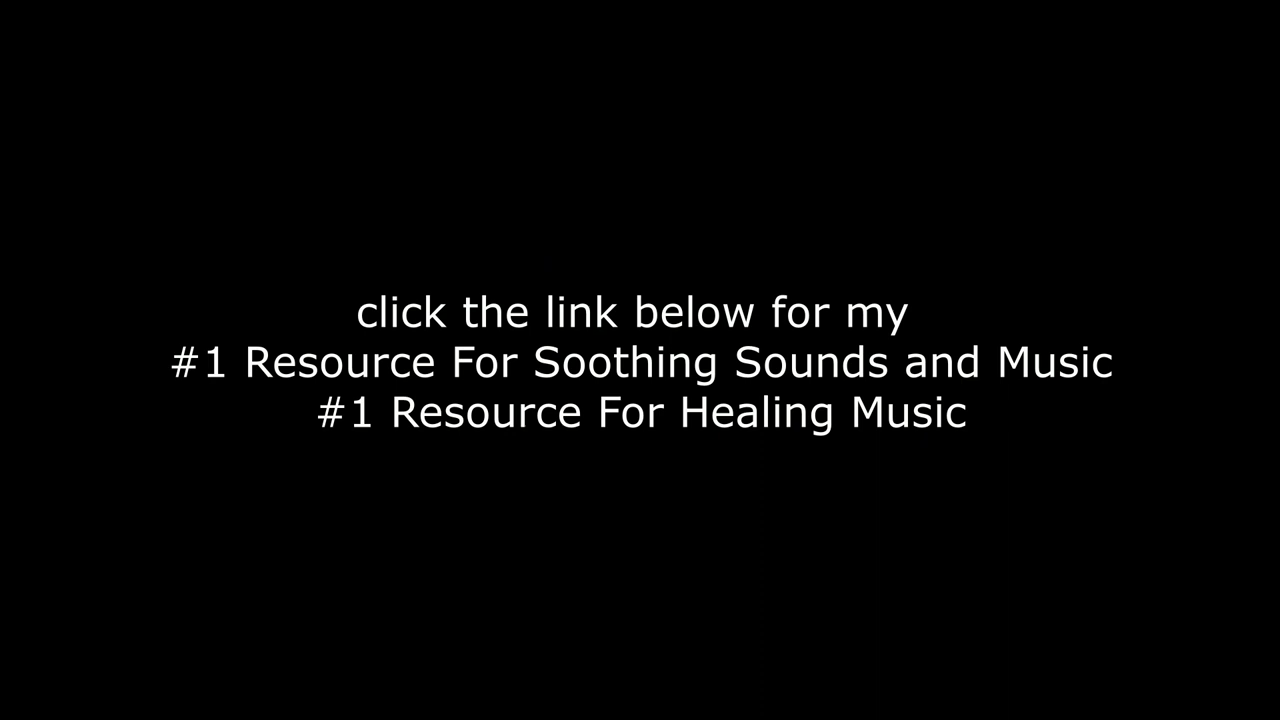 click the link below for my
#1 Resource For Soothing Sounds and Music
#1 Resource For Healing Music